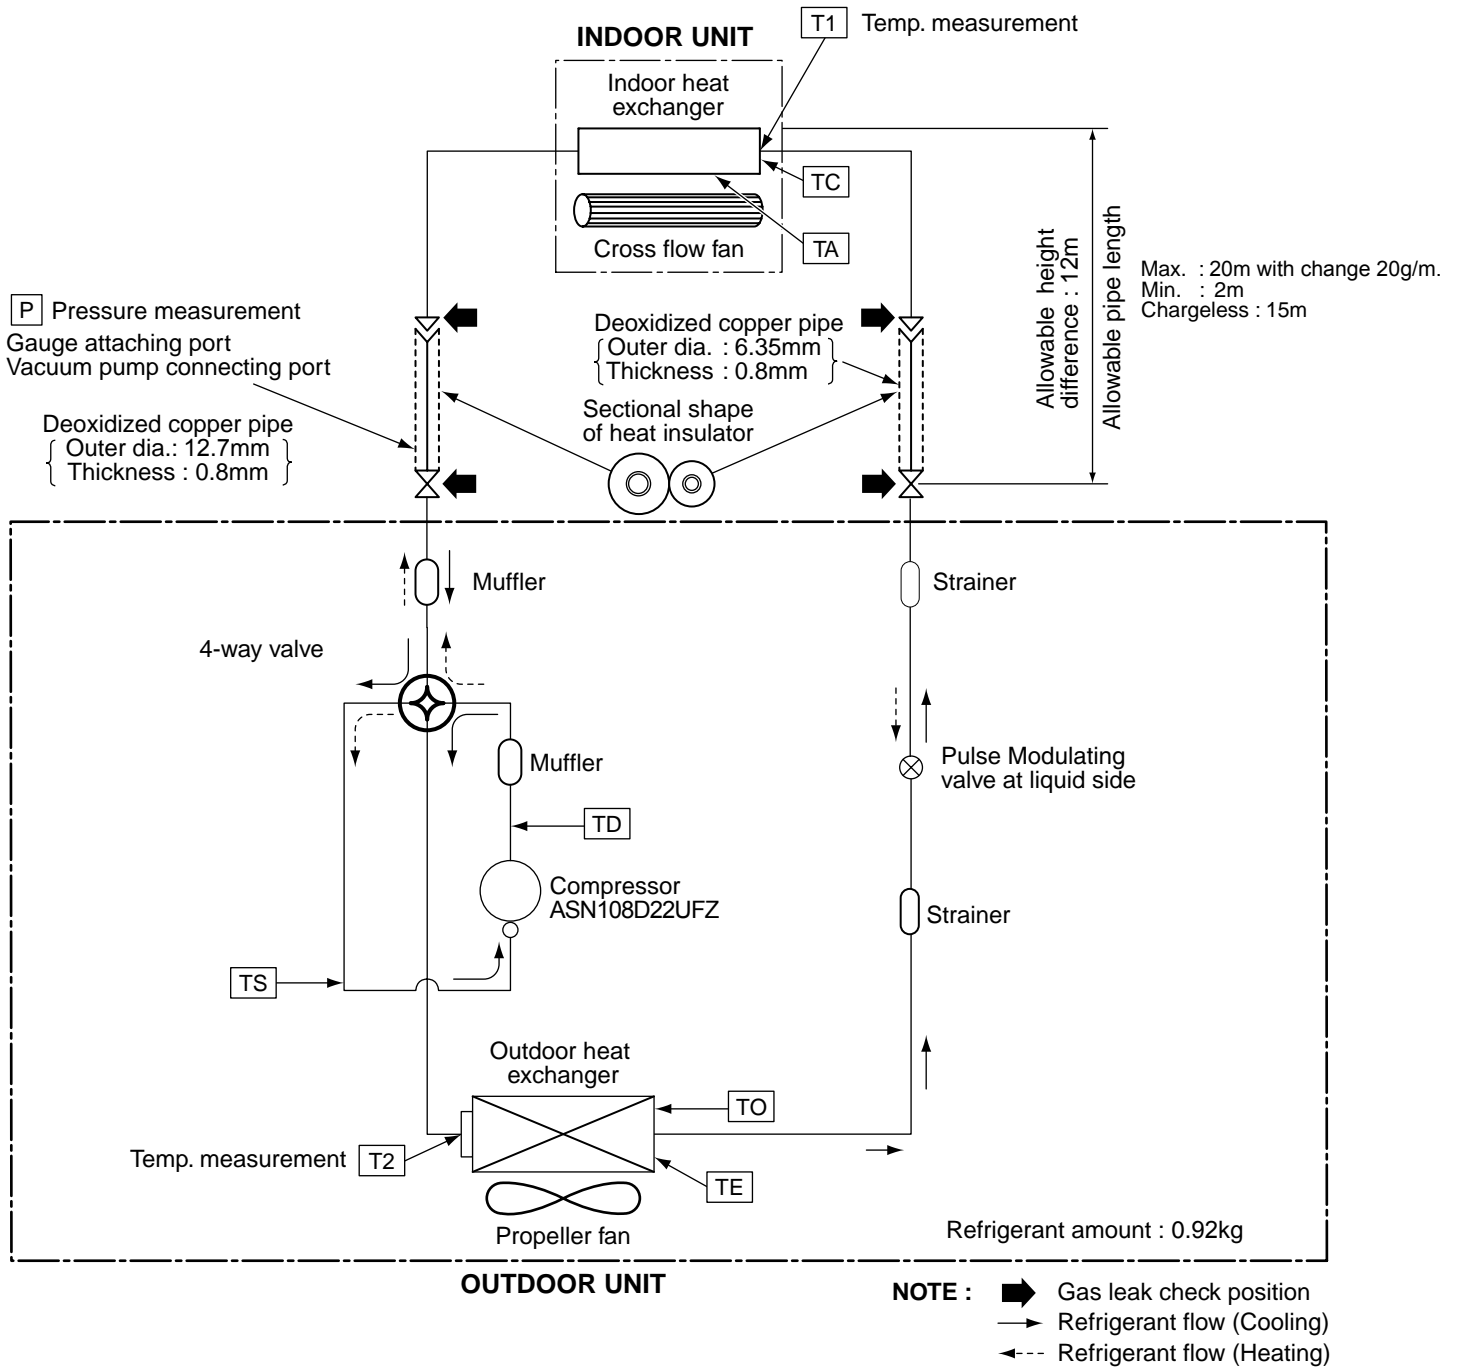 T1 Temp. measurement
INDOOR UNIT
Indoor heat
exchanger
TC
Cross flow fan
TA
Allowable height
difference : 12m
Allowable pipe length
Max. : 20m with change 20g/m.
Min. : 2m
Chargeless : 15m
P Pressure measurement
Gauge attaching port
Vacuum pump connecting port
Deoxidized copper pipe
Outer dia.: 12.7mm
Thickness : 0.8mm
Deoxidized copper pipe
Outer dia. : 6.35mm
Thickness : 0.8mm
Sectional shape
of heat insulator
Muffler
Strainer
4-way valve
Muffler
Pulse Modulating
valve at liquid side
TD
Compressor
ASN108D22UFZ
Strainer
TS
Outdoor heat
exchanger
TO
Temp. measurement T2
TE
Propeller fan
Refrigerant amount : 0.92kg
OUTDOOR UNIT
NOTE : Gas leak check position
Refrigerant flow (Cooling)
Refrigerant flow (Heating)